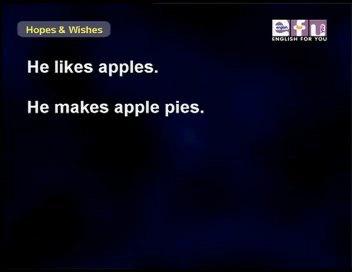 Hopes & Wishes
efu
ENGLISH FOR YOU
He likes apples.
He makes apple pies.